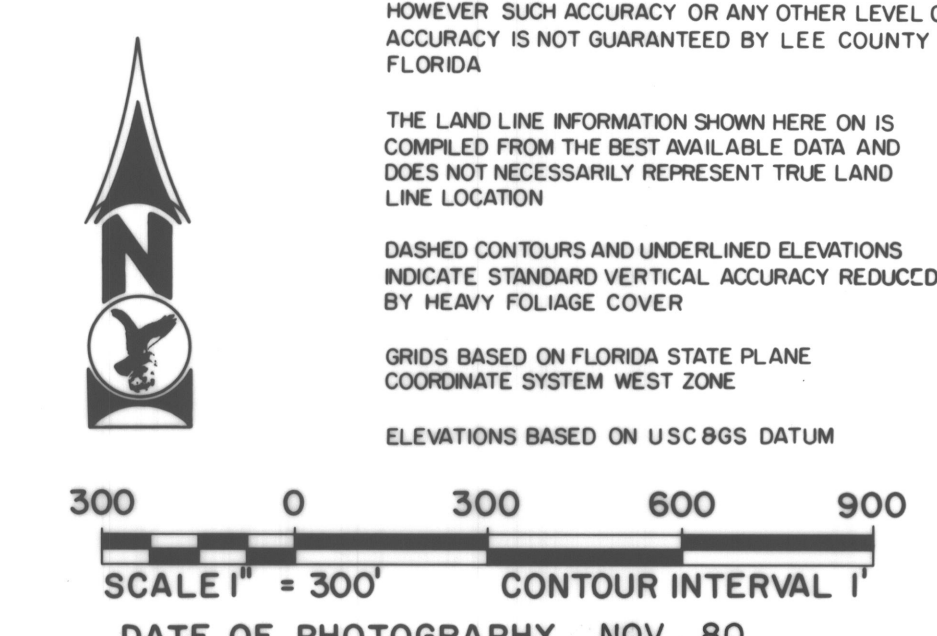 HOWEVER SUCH ACCURACY OR ANY OTHER LEVEL
ACCURACY IS NOT GUARANTEED BY LEE COUNTY
FLORIDA
THE LAND LINE INFORMATION SHOWN HERE ON IS
COMPILED FROM THE BEST AVAILABLE DATA AND
DOES NOT NECESSARILY REPRESENT TRUE LAND
LINE LOCATION
DASHED CONTOURS AND UNDERLINED ELEVATIONS
INDICATE STANDARD VERTICAL ACCURACY REDUCED
BY HEAVY FOLIAGE COVER
GRIDS BASED ON FLORIDA STATE PLANE
COORDINATE SYSTEM WEST ZONE
ELEVATIONS BASED ON USC&GS DATUM
N
300 0 300 600 900
SCALE 1" = 300' CONTOUR INTERVAL 1'
DATE OF PHOTOGRAPHY NOV. 80